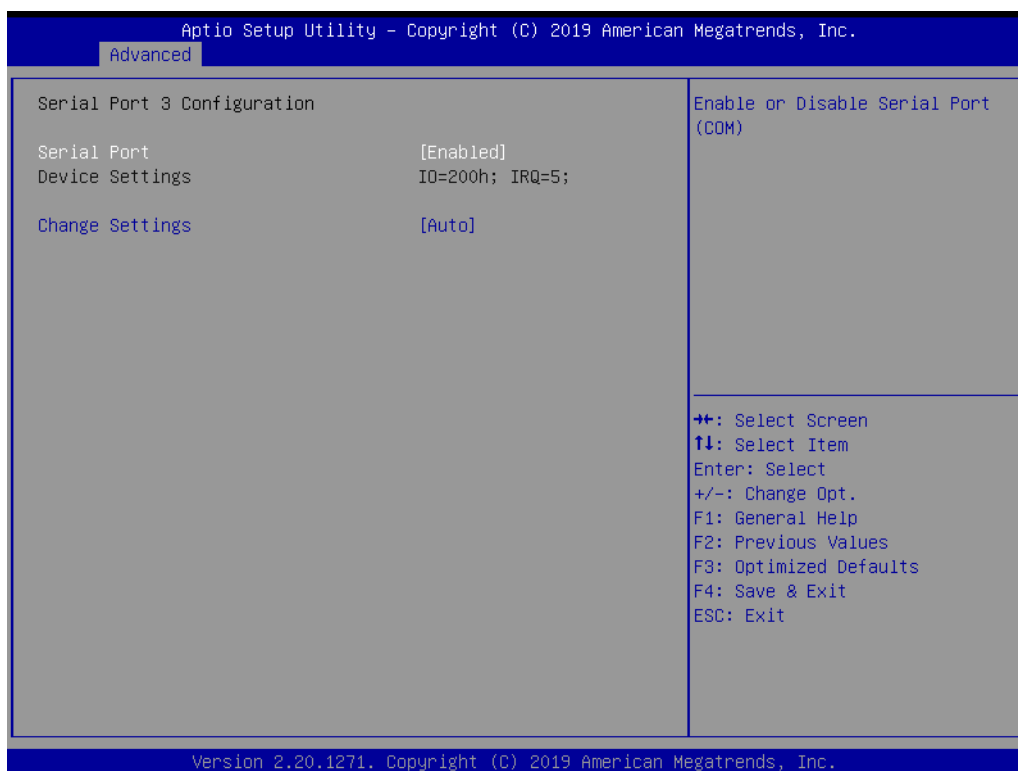 Aptio Setup Utility – Copyright (C) 2019 American Megatrends, Inc.
Advanced
Serial Port 3 Configuration
Serial Port [Enabled]
Device Settings IO=200h; IRQ=5;
Change Settings [Auto]
Enable or Disable Serial Port
(COM)
→←: Select Screen
↑↓: Select Item
Enter: Select
+/-: Change Opt.
F1: General Help
F2: Previous Values
F3: Optimized Defaults
F4: Save & Exit
ESC: Exit
Version 2.20.1271. Copyright (C) 2019 American Megatrends, Inc.